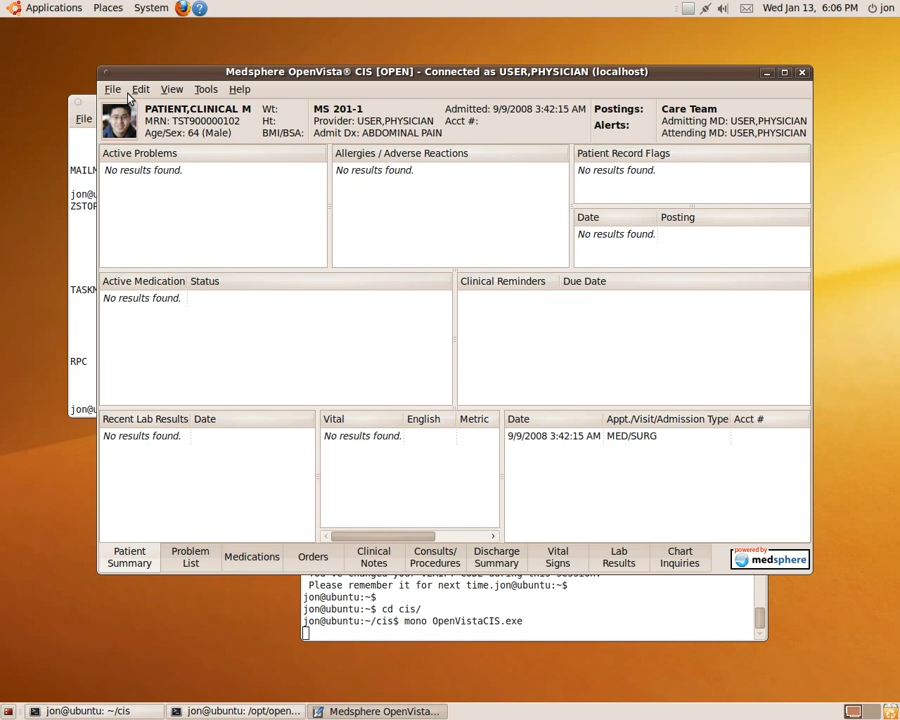 Applications Places System Wed Jan 13, 6:06 PM jon
Medsphere OpenVista® CIS [OPEN] - Connected as USER,PHYSICIAN (localhost)
File Edit View Tools Help
PATIENT,CLINICAL M Wt: MS 201-1 Admitted: 9/9/2008 3:42:15 AM Postings: Care Team
MRN: TST900000102 Ht: Provider: USER,PHYSICIAN Acct #: Alerts: Admitting MD: USER,PHYSICIAN
Age/Sex: 64 (Male) BMI/BSA: Admit Dx: ABDOMINAL PAIN Attending MD: USER,PHYSICIAN
File
MAILM
jon@u
ZSTOP
TASKM
RPC
jon@u
Active Problems Allergies / Adverse Reactions Patient Record Flags
No results found. No results found. No results found.
Date Posting
No results found.
Active Medication Status Clinical Reminders Due Date
No results found.
Recent Lab Results Date Vital English Metric Date Appt./Visit/Admission Type Acct #
No results found. No results found. 9/9/2008 3:42:15 AM MED/SURG
Patient Summary Problem List Medications Orders Clinical Notes Consults/ Procedures Discharge Summary Vital Signs Lab Results Chart Inquiries powered by medsphere
Please remember it for next time.jon@ubuntu:~$
jon@ubuntu:~$
jon@ubuntu:~$ cd cis/
jon@ubuntu:~/cis$ mono OpenVistaCIS.exe
jon@ubuntu: ~/cis jon@ubuntu: /opt/open... Medsphere OpenVista...